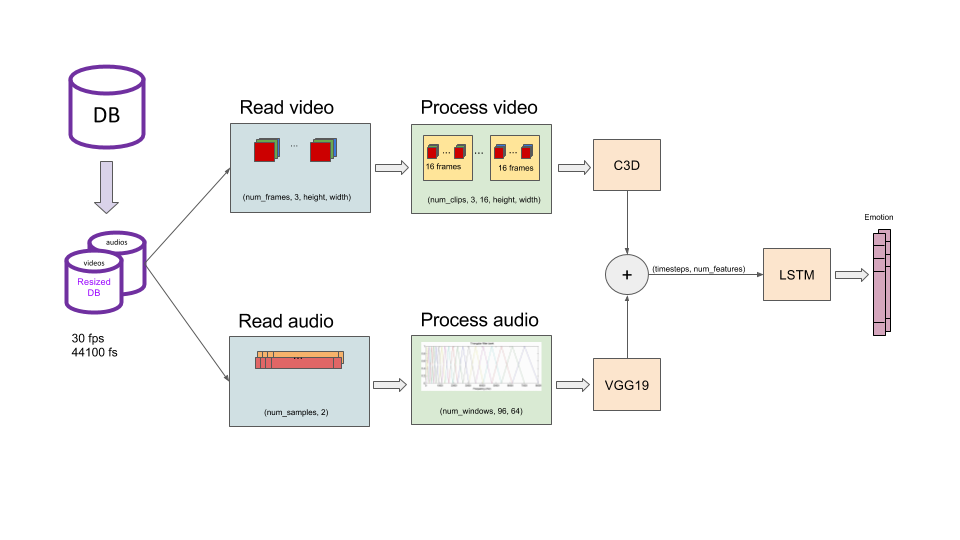 DB
audios
videos
Resized
DB
30 fps
44100 fs
Read video
...
(num_frames, 3, height, width)
Process video
... ... ...
16 frames
16 frames
(num_clips, 3, 16, height, width)
C3D
Read audio
...
(num_samples, 2)
Process audio
(num_windows, 96, 64)
VGG19
+
(timesteps, num_features)
LSTM
Emotion